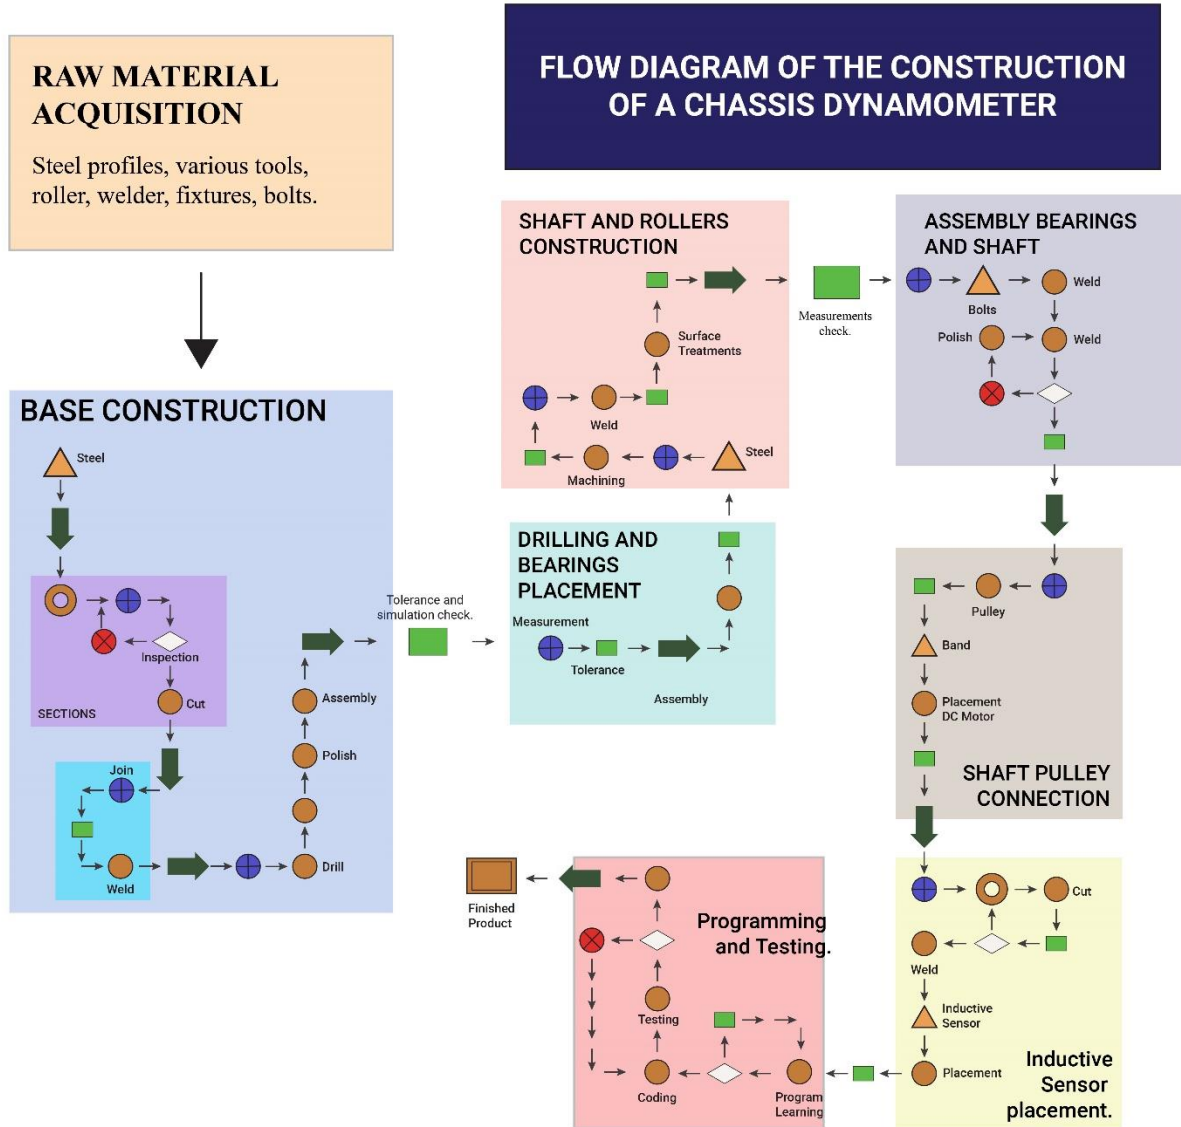 RAW MATERIAL
ACQUISITION
Steel profiles, various tools,
roller, welder, fixtures, bolts.
FLOW DIAGRAM OF THE CONSTRUCTION
OF A CHASSIS DYNAMOMETER
BASE CONSTRUCTION
Steel
Inspection
Cut
SECTIONS
Join
Weld
Drill
Polish
Assembly
Tolerance and
simulation check.
DRILLING AND
BEARINGS
PLACEMENT
Measurement
Tolerance
Assembly
SHAFT AND ROLLERS
CONSTRUCTION
Surface
Treatments
Weld
Machining
Steel
Measurements
check.
ASSEMBLY BEARINGS
AND SHAFT
Bolts
Weld
Polish
Weld
Pulley
Band
Placement
DC Motor
SHAFT PULLEY
CONNECTION
Cut
Weld
Inductive
Sensor
Placement
Inductive
Sensor
placement.
Programming
and Testing.
Program
Learning
Coding
Testing
Finished
Product